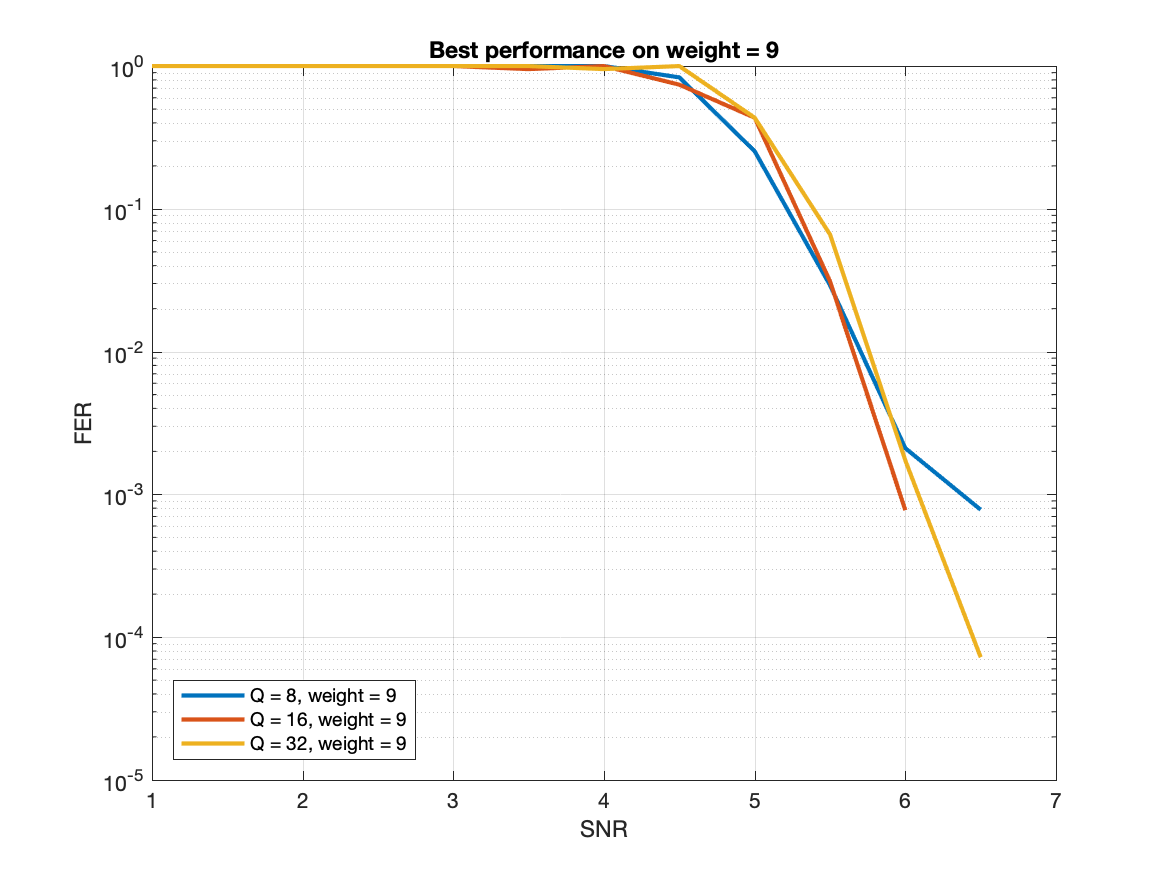 Best performance on weight = 9
10^0
10^-1
10^-2
10^-3
10^-4
10^-5
FER
Q = 8, weight = 9
Q = 16, weight = 9
Q = 32, weight = 9
1 2 3 4 5 6 7
SNR